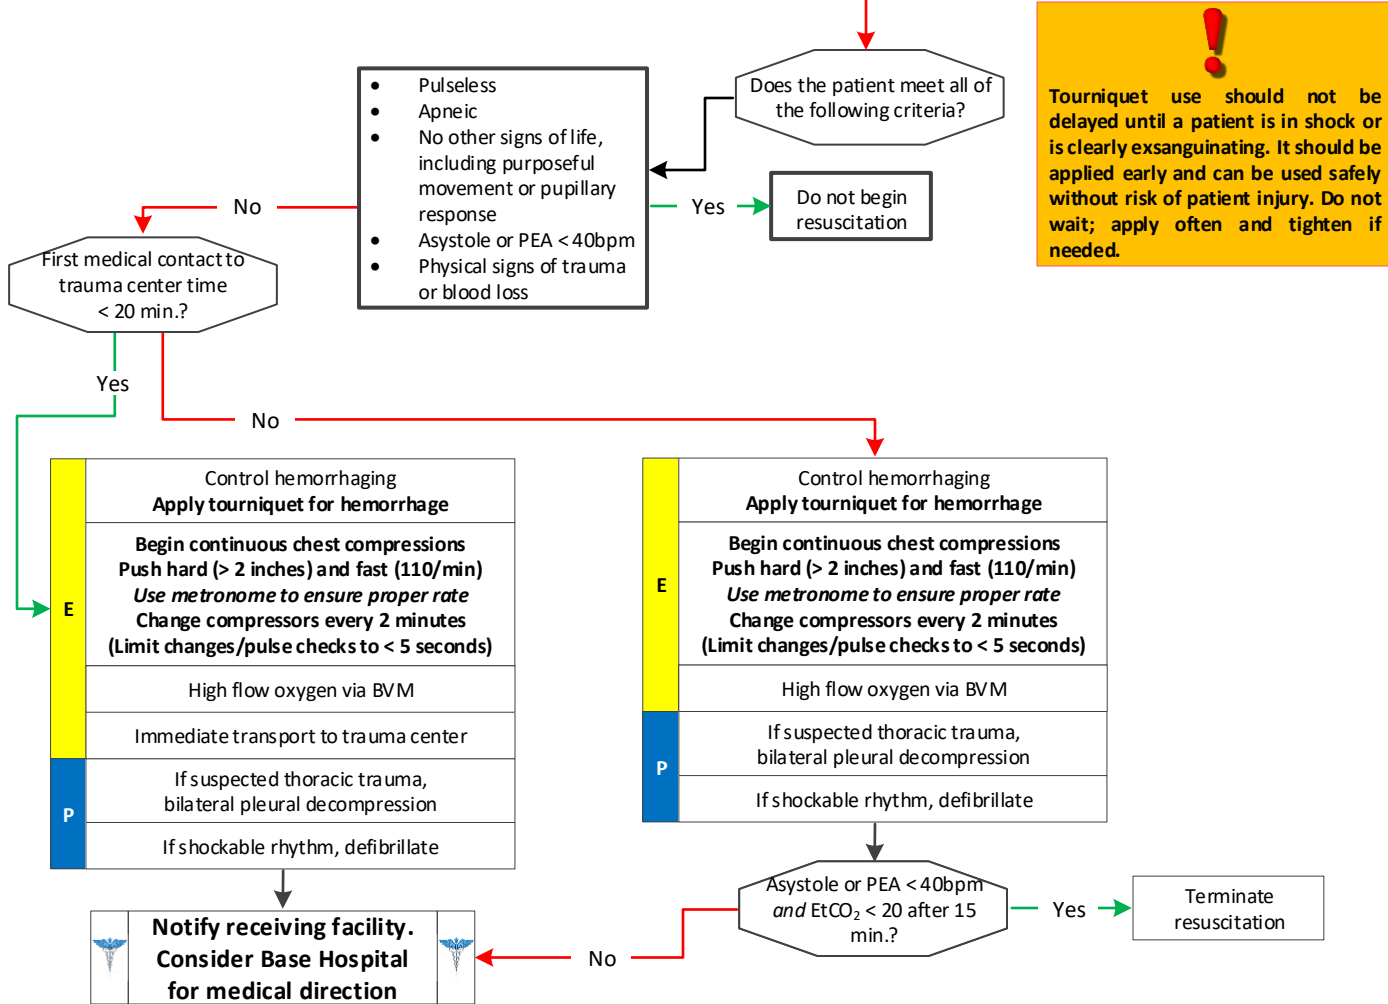 Does the patient meet all of
the following criteria?
• Pulseless
• Apneic
• No other signs of life,
including purposeful
movement or pupillary
response
• Asystole or PEA < 40bpm
• Physical signs of trauma
or blood loss
Yes
Do not begin
resuscitation
Tourniquet use should not be
delayed until a patient is in shock or
is clearly exsanguinating. It should be
applied early and can be used safely
without risk of patient injury. Do not
wait; apply often and tighten if
needed.
No
First medical contact to
trauma center time
< 20 min.?
Yes
No
E
Control hemorrhaging
Apply tourniquet for hemorrhage
Begin continuous chest compressions
Push hard (> 2 inches) and fast (110/min)
Use metronome to ensure proper rate
Change compressors every 2 minutes
(Limit changes/pulse checks to < 5 seconds)
High flow oxygen via BVM
Immediate transport to trauma center
P
If suspected thoracic trauma,
bilateral pleural decompression
If shockable rhythm, defibrillate
E
Control hemorrhaging
Apply tourniquet for hemorrhage
Begin continuous chest compressions
Push hard (> 2 inches) and fast (110/min)
Use metronome to ensure proper rate
Change compressors every 2 minutes
(Limit changes/pulse checks to < 5 seconds)
High flow oxygen via BVM
P
If suspected thoracic trauma,
bilateral pleural decompression
If shockable rhythm, defibrillate
Asystole or PEA < 40bpm
and EtCO₂ < 20 after 15
min.?
Yes
Terminate
resuscitation
No
Notify receiving facility.
Consider Base Hospital
for medical direction